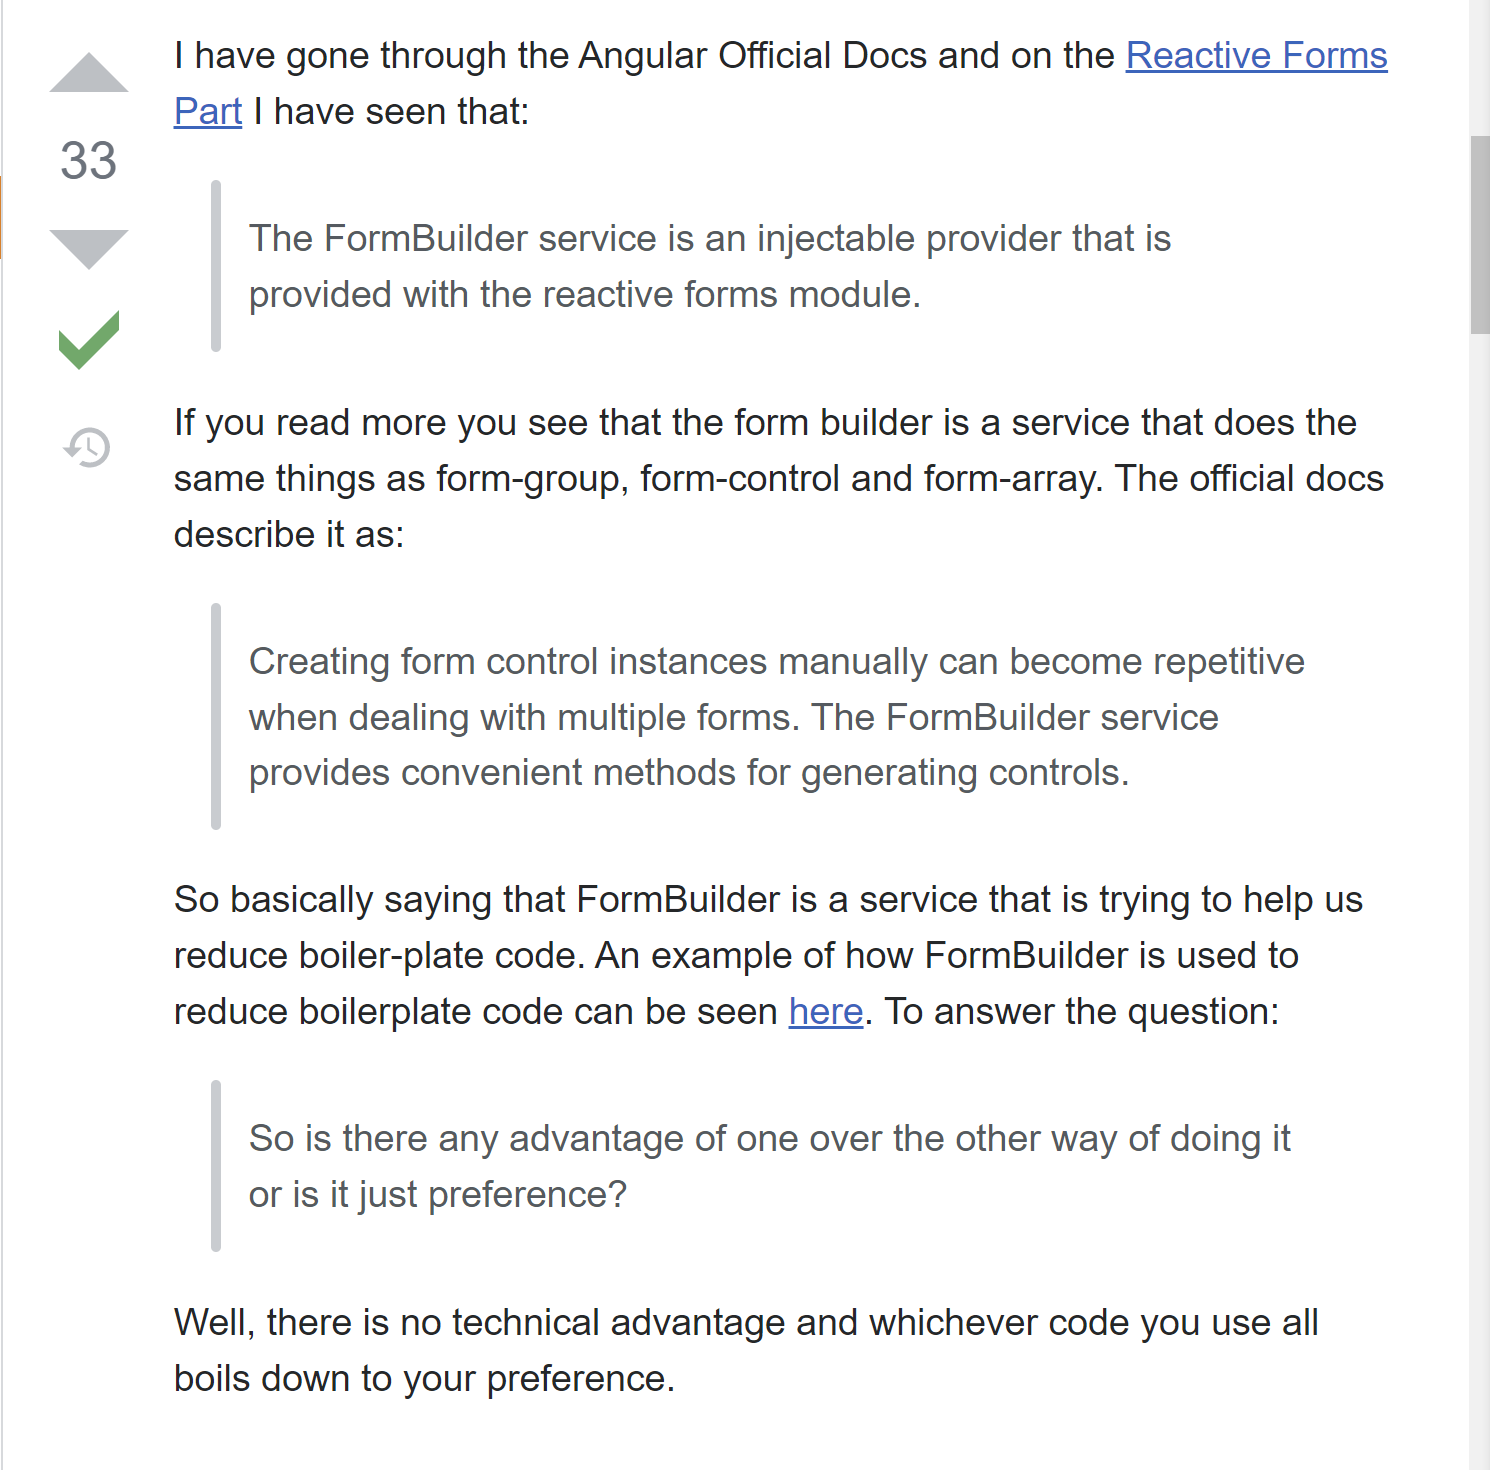 I have gone through the Angular Official Docs and on the Reactive Forms
Part I have seen that:
33
The FormBuilder service is an injectable provider that is
provided with the reactive forms module.
If you read more you see that the form builder is a service that does the
same things as form-group, form-control and form-array. The official docs
describe it as:
Creating form control instances manually can become repetitive
when dealing with multiple forms. The FormBuilder service
provides convenient methods for generating controls.
So basically saying that FormBuilder is a service that is trying to help us
reduce boiler-plate code. An example of how FormBuilder is used to
reduce boilerplate code can be seen here. To answer the question:
So is there any advantage of one over the other way of doing it
or is it just preference?
Well, there is no technical advantage and whichever code you use all
boils down to your preference.